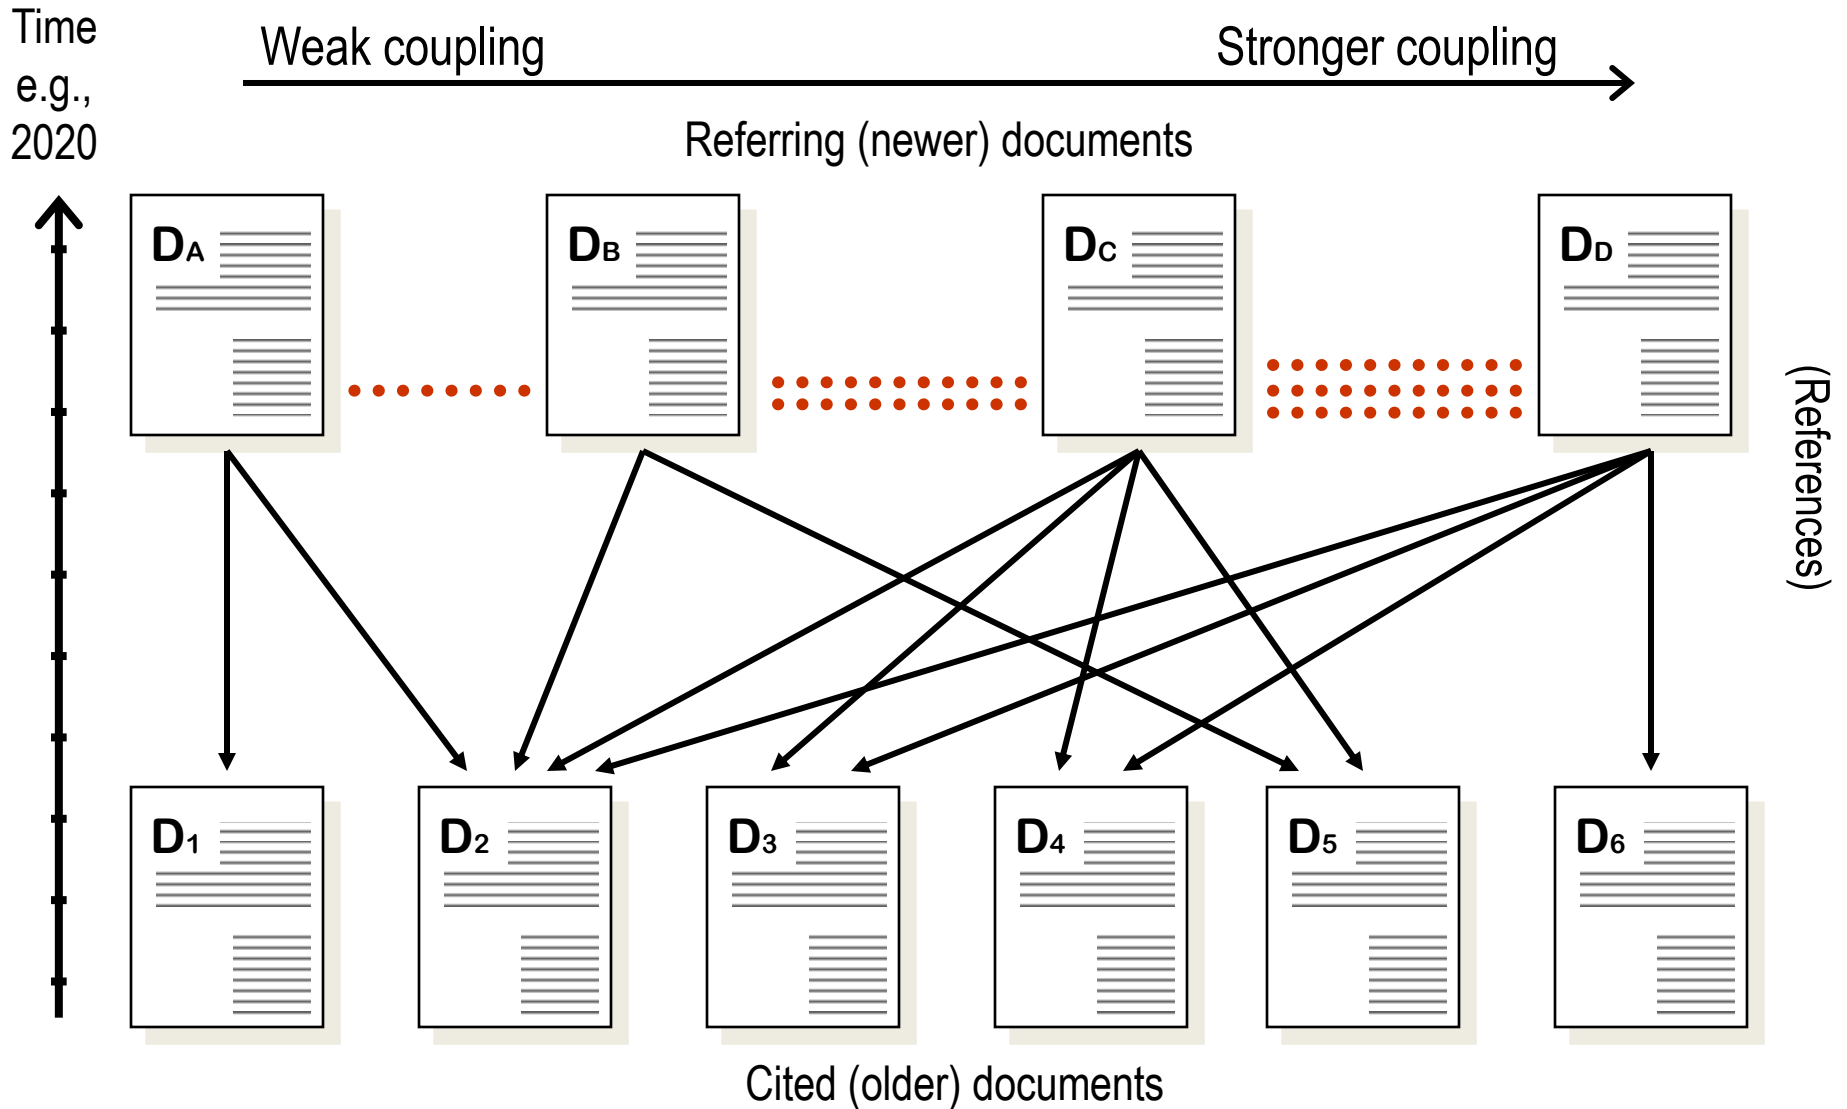 Time
e.g.,
2020
Weak coupling
Stronger coupling
Referring (newer) documents
DA
DB
DC
DD
(References)
D1
D2
D3
D4
D5
D6
Cited (older) documents